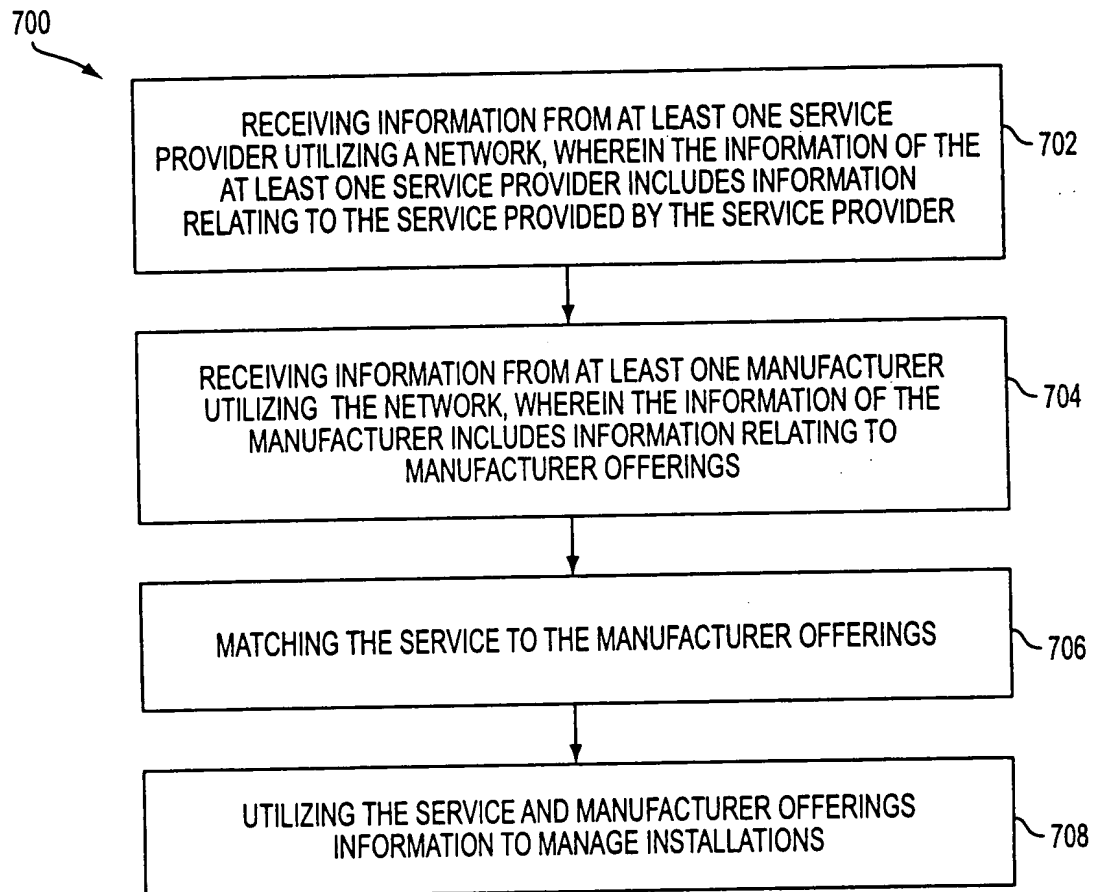 700
RECEIVING INFORMATION FROM AT LEAST ONE SERVICE
PROVIDER UTILIZING A NETWORK, WHEREIN THE INFORMATION OF THE
AT LEAST ONE SERVICE PROVIDER INCLUDES INFORMATION
RELATING TO THE SERVICE PROVIDED BY THE SERVICE PROVIDER
702
RECEIVING INFORMATION FROM AT LEAST ONE MANUFACTURER
UTILIZING THE NETWORK, WHEREIN THE INFORMATION OF THE
MANUFACTURER INCLUDES INFORMATION RELATING TO
MANUFACTURER OFFERINGS
704
MATCHING THE SERVICE TO THE MANUFACTURER OFFERINGS
706
UTILIZING THE SERVICE AND MANUFACTURER OFFERINGS
INFORMATION TO MANAGE INSTALLATIONS
708